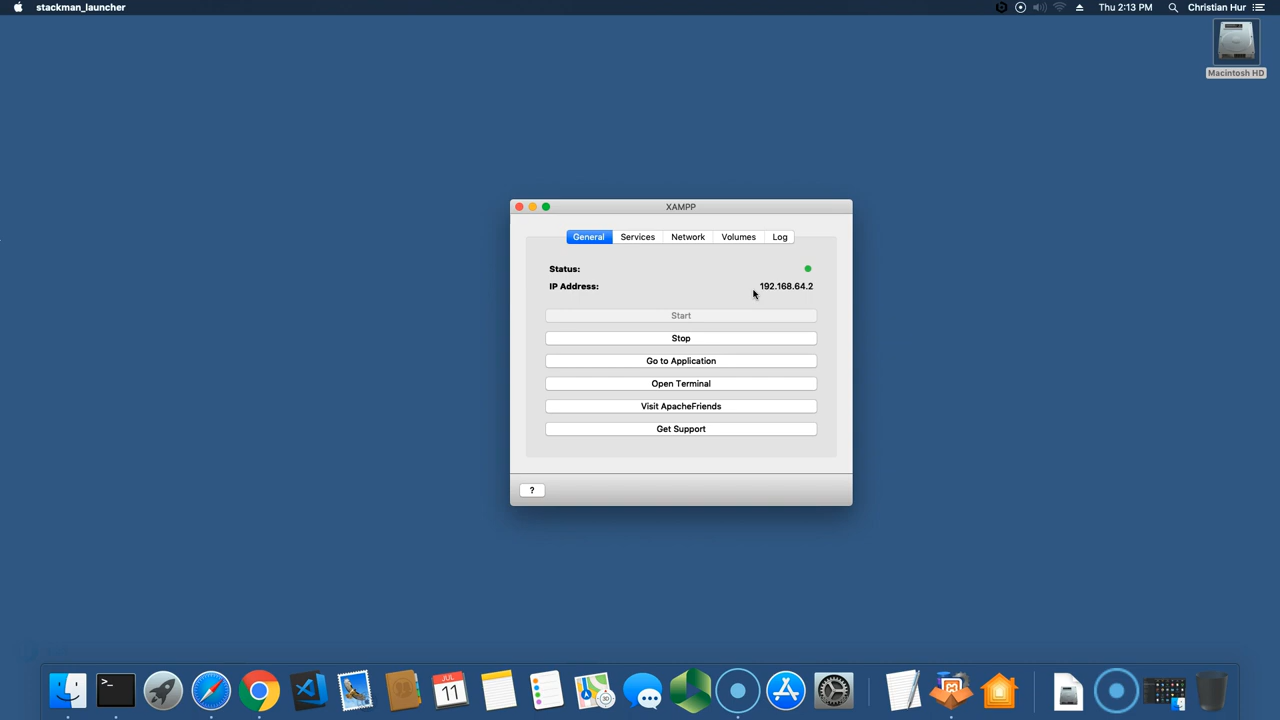 stackman_launcher
Thu 2:13 PM
Christian Hur
Macintosh HD
XAMPP
General
Services
Network
Volumes
Log
Status:
IP Address:
192.168.64.2
Start
Stop
Go to Application
Open Terminal
Visit ApacheFriends
Get Support
?
>_
JUL
11
3D